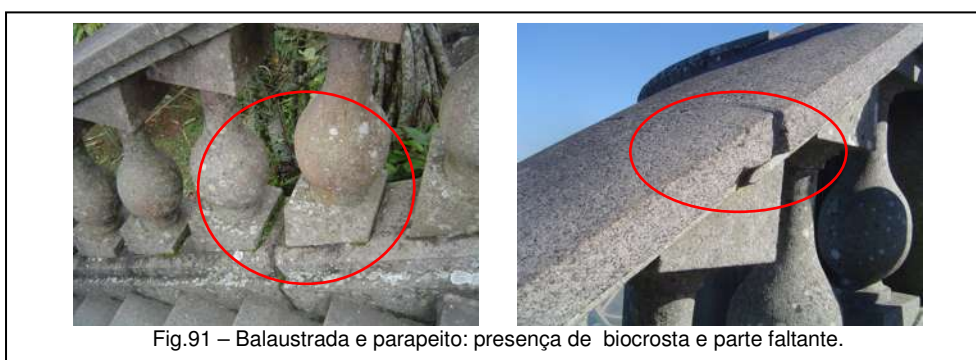 Fig.91 – Balaustrada e parapeito: presença de biocrosta e parte faltante.